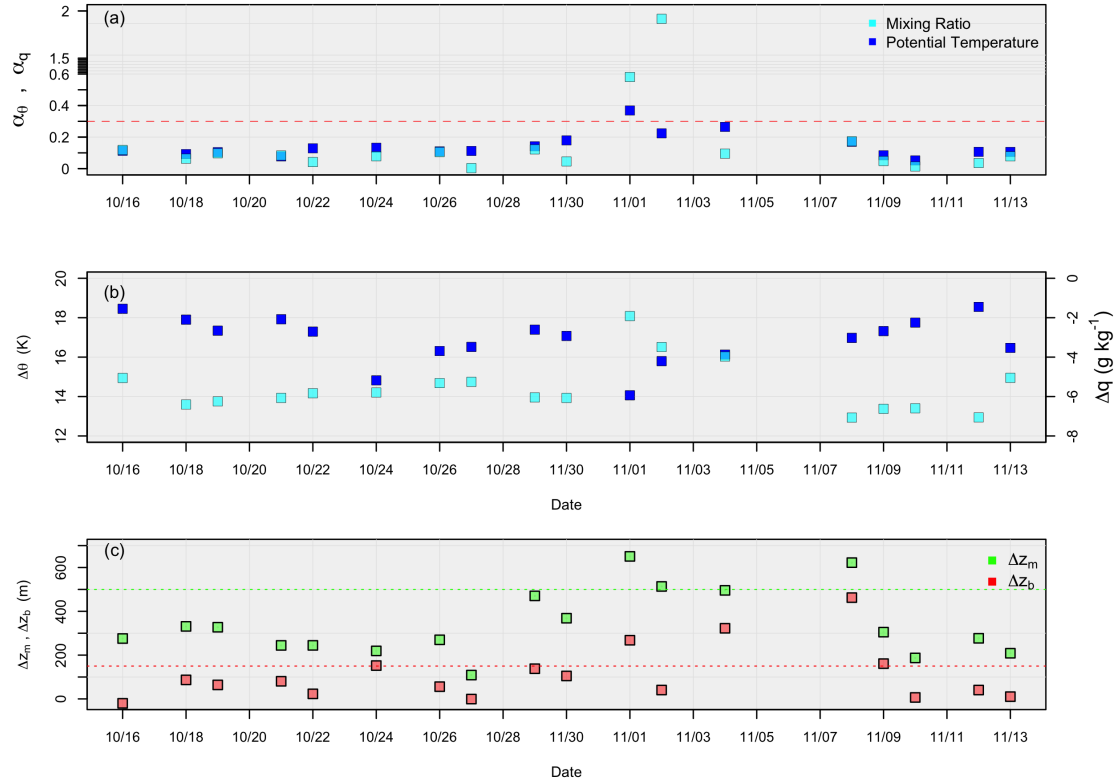 (a)
Mixing Ratio
Potential Temperature
αθ , αq
2
1.5
0.6
0.4
0.2
0
10/16 10/18 10/20 10/22 10/24 10/26 10/28 11/30 11/01 11/03 11/05 11/07 11/09 11/11 11/13
(b)
Δθ (K)
20
18
16
14
12
0
-2
-4
-6
-8
Δq (g kg⁻¹)
10/16 10/18 10/20 10/22 10/24 10/26 10/28 11/30 11/01 11/03 11/05 11/07 11/09 11/11 11/13
Date
(c)
Δzm
Δzb
Δzm , Δzb (m)
600
400
200
0
10/16 10/18 10/20 10/22 10/24 10/26 10/28 11/30 11/01 11/03 11/05 11/07 11/09 11/11 11/13
Date